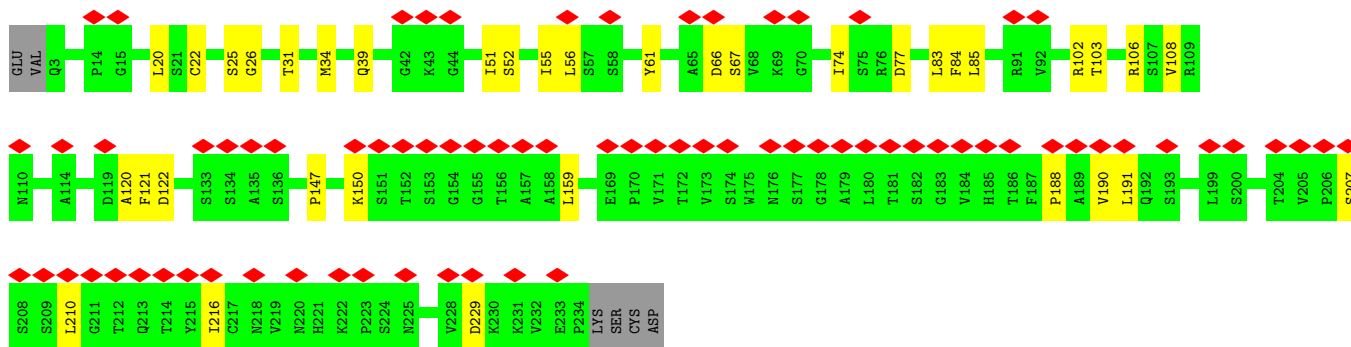 GLU VAL Q3 P14 G15 L20 S21 C22 S25 G26 T31 M34 Q39 G42 K43 G44 I51 S52 I55 L56 S57 S58 Y61 A65 D66 S67 V68 K69 G70 I74 S75 R76 D77 L83 F84 L85 R91 V92 R102 T103 R106 S107 V108 R109
N110 A114 D119 A120 F121 D122 S133 S134 A135 S136 P147 K150 S151 T152 S153 G154 G155 T156 A157 A158 L159 E169 P170 V171 T172 V173 S174 W175 N176 S177 G178 A179 L180 T181 S182 G183 V184 H185 T186 F187 P188 A189 V190 L191 Q192 S193 L199 S200 T204 V205 P206 S207
S208 S209 L210 G211 T212 Q213 T214 Y215 I216 C217 N218 V219 N220 H221 K222 P223 S224 N225 V228 D229 K230 K231 V232 E233 P234 LYS SER CYS ASP